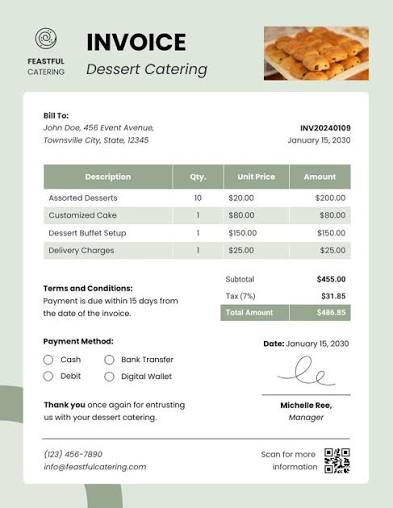 FEASTFUL
CATERING
INVOICE
Dessert Catering
Bill To:
John Doe, 456 Event Avenue,
Townsville City, State, 12345
INV20240109
January 15, 2030
Description Qty. Unit Price Amount
Assorted Desserts 10 $20.00 $200.00
Customized Cake 1 $80.00 $80.00
Dessert Buffet Setup 1 $150.00 $150.00
Delivery Charges 1 $25.00 $25.00
Subtotal $455.00
Tax (7%) $31.85
Total Amount $486.85
Terms and Conditions:
Payment is due within 15 days from
the date of the invoice.
Payment Method:
Cash Bank Transfer
Debit Digital Wallet
Date: January 15, 2030
Michelle Ree,
Manager
Thank you once again for entrusting
us with your dessert catering.
(123) 456-7890
info@feastfulcatering.com
Scan for more
information